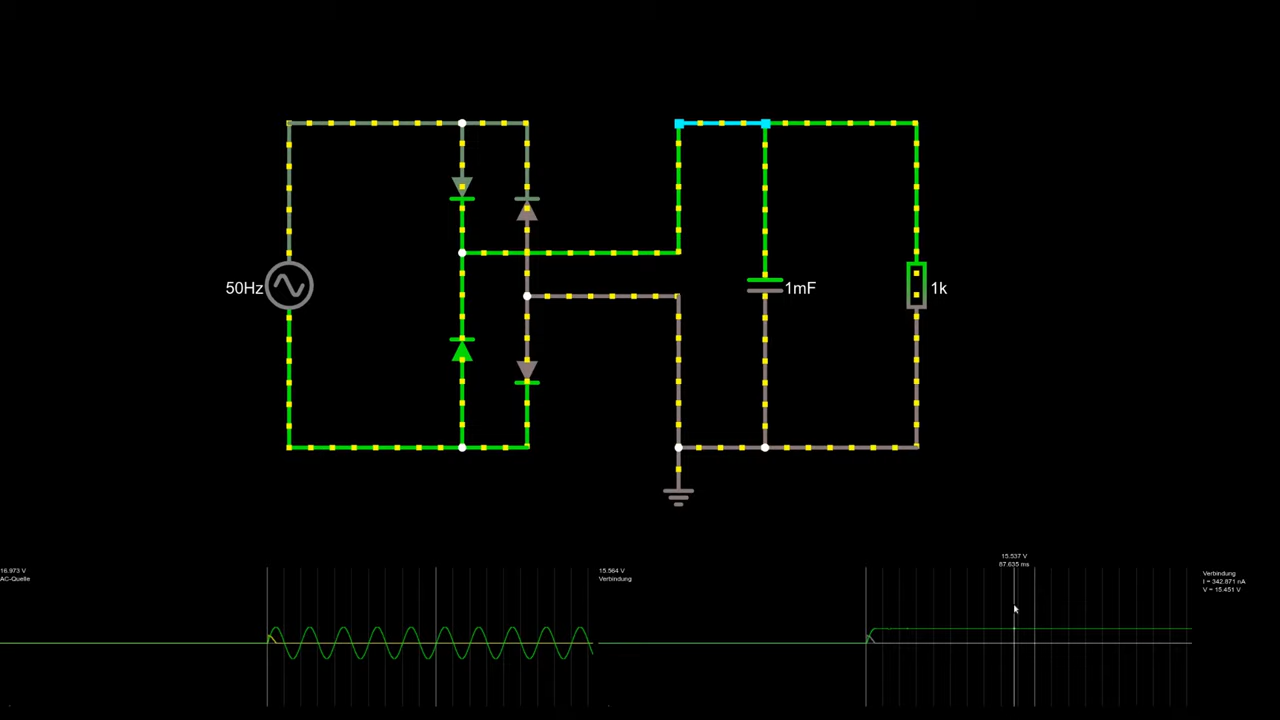 50Hz
1mF
1k
16.973 V
AC-Quelle
15.564 V
Verbindung
15.537 V
87.635 ms
Verbindung
I = 342.871 nA
V = 15.451 V